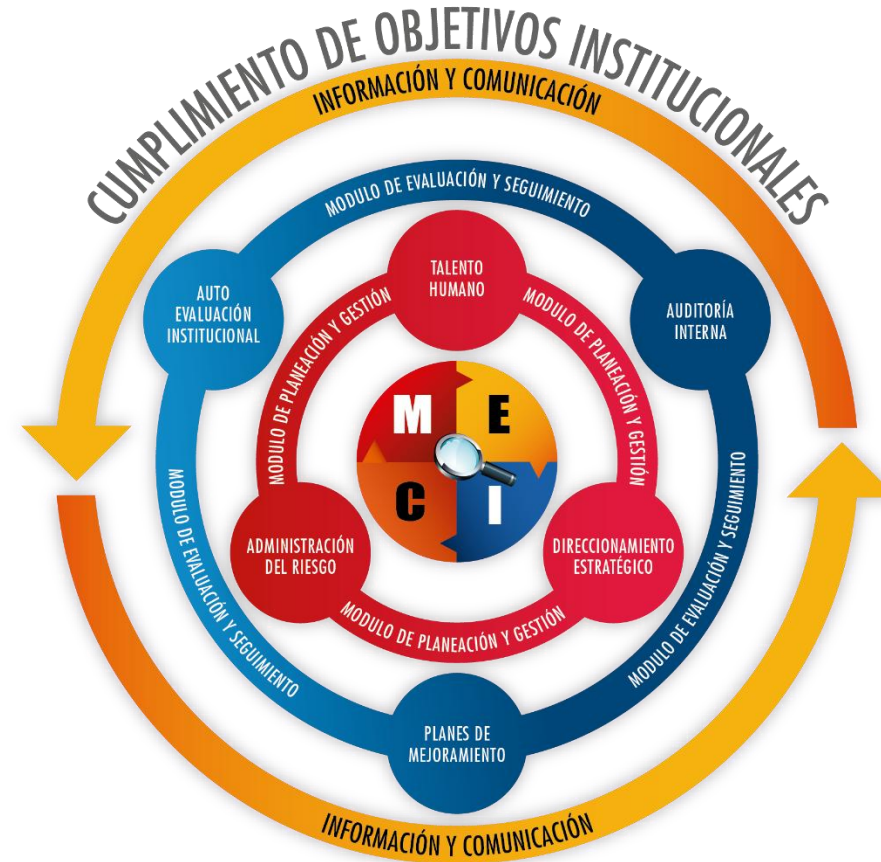 CUMPLIMIENTO DE OBJETIVOS INSTITUCIONALES
INFORMACIÓN Y COMUNICACIÓN
MODULO DE EVALUACIÓN Y SEGUIMIENTO
AUTO
EVALUACIÓN
INSTITUCIONAL
TALENTO
HUMANO
AUDITORÍA
INTERNA
MODULO DE PLANEACIÓN Y GESTIÓN
MODULO DE PLANEACIÓN Y GESTIÓN
M E
C I
MODULO DE EVALUACIÓN Y SEGUIMIENTO
MODULO DE EVALUACIÓN Y SEGUIMIENTO
ADMINISTRACIÓN
DEL RIESGO
DIRECCIONAMIENTO
ESTRATÉGICO
MODULO DE PLANEACIÓN Y GESTIÓN
PLANES DE
MEJORAMIENTO
INFORMACIÓN Y COMUNICACIÓN